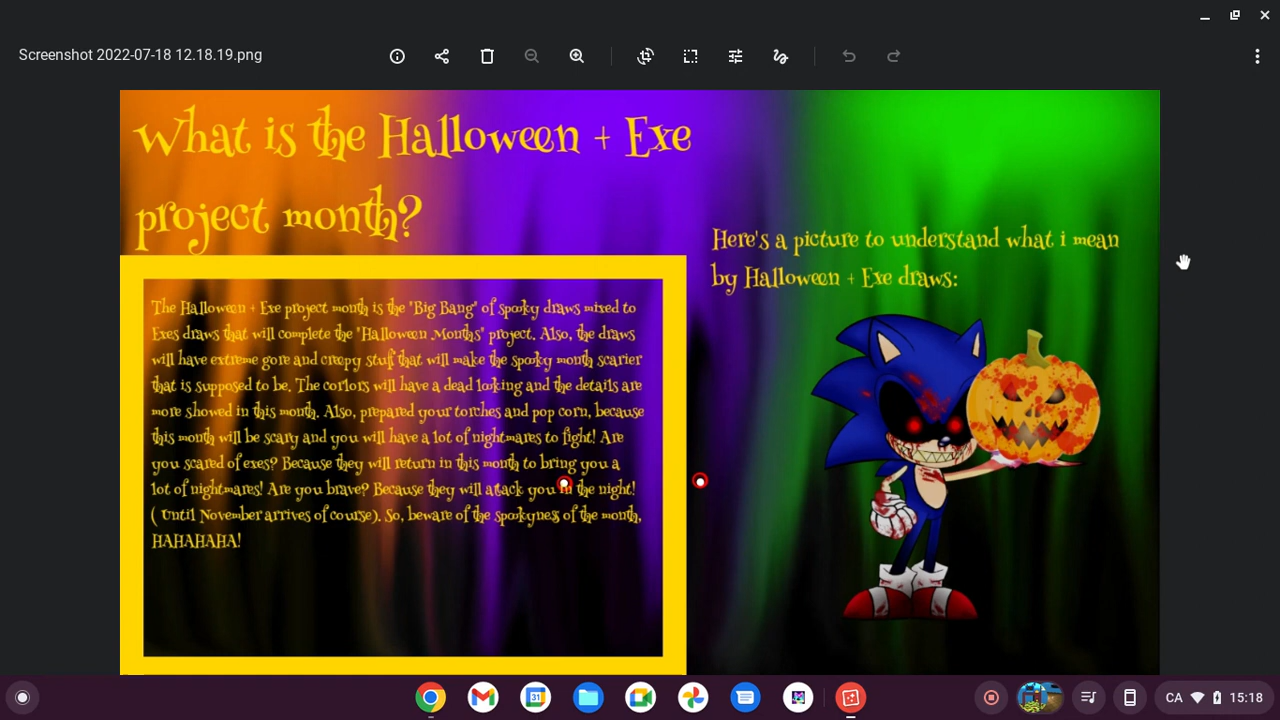 Screenshot 2022-07-18 12.18.19.png
What is the Halloween + Exe
project month?
Here's a picture to understand what i mean
by Halloween + Exe draws:
The Halloween + Exe project month is the "Big Bang" of spooky draws mixed to
Exes draws that will complete the "Halloween Months" project. Also, the draws
will have extreme gore and creepy stuff that will make the spooky month scarier
that is supposed to be. The corlors will have a dead looking and the details are
more showed in this month. Also, prepared your torches and pop corn, because
this month will be scary and you will have a lot of nightmares to fight! Are
you scared of exes? Because they will return in this month to bring you a
lot of nightmares! Are you brave? Because they will attack you in the night!
( Until November arrives of course). So, beware of the spookyness of the month,
HAHAHAHA!
31
CA 15:18